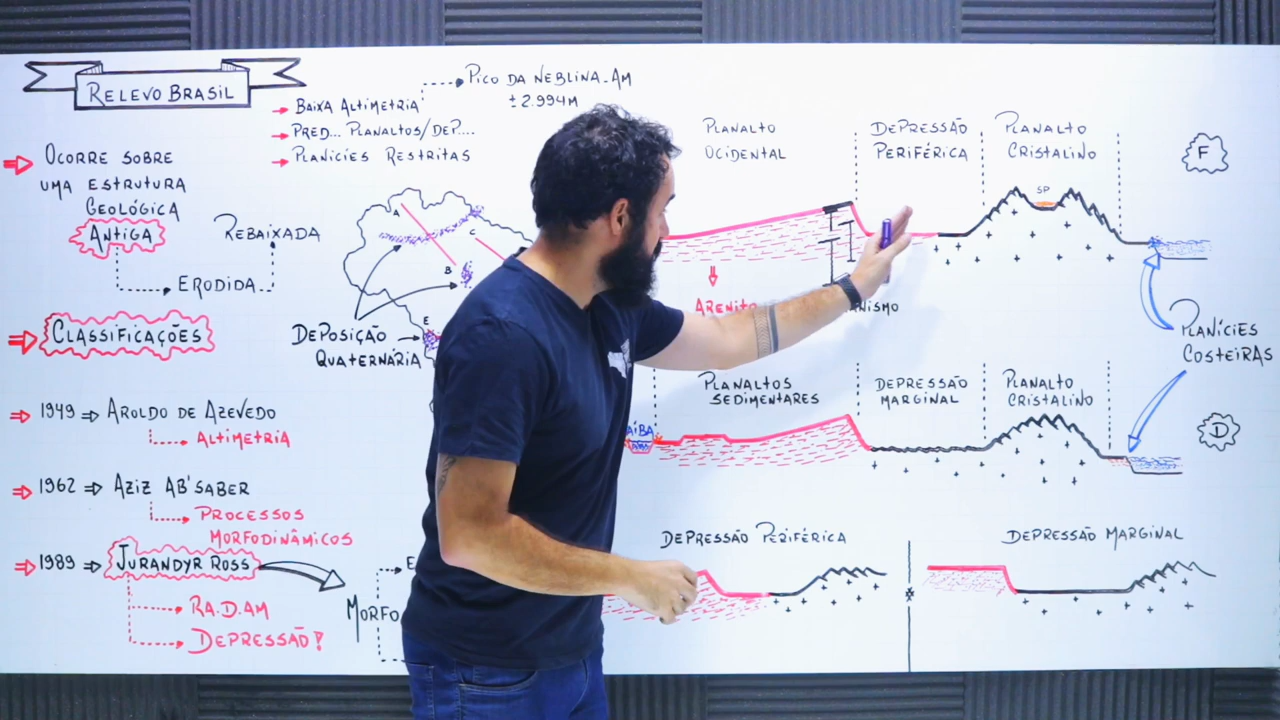 RELEVO BRASIL
OCORRE SOBRE
UMA ESTRUTURA
GEOLÓGICA
ANTIGA
REBAIXADA
ERODIDA
BAIXA ALTIMETRIA
PICO DA NEBLINA-AM
±2.994M
PRED... PLANALTOS/DEP....
PLANÍCIES RESTRITAS
CLASSIFICAÇÕES
1949 ⇒ AROLDO DE AZEVEDO
ALTIMETRIA
1962 ⇒ AZIZ AB'SABER
PROCESSOS
MORFODINÂMICOS
1989 ⇒ JURANDYR ROSS
RA.D.AM
DEPRESSÃO!
A
C
B
E
DEPOSIÇÃO
QUATERNÁRIA
PLANALTO
OCIDENTAL
DEPRESSÃO
PERIFÉRICA
PLANALTO
CRISTALINO
SP
F
PLANÍCIES
COSTEIRAS
PLANALTOS
SEDIMENTARES
DEPRESSÃO
MARGINAL
PLANALTO
CRISTALINO
D
DEPRESSÃO PERIFÉRICA
DEPRESSÃO MARGINAL